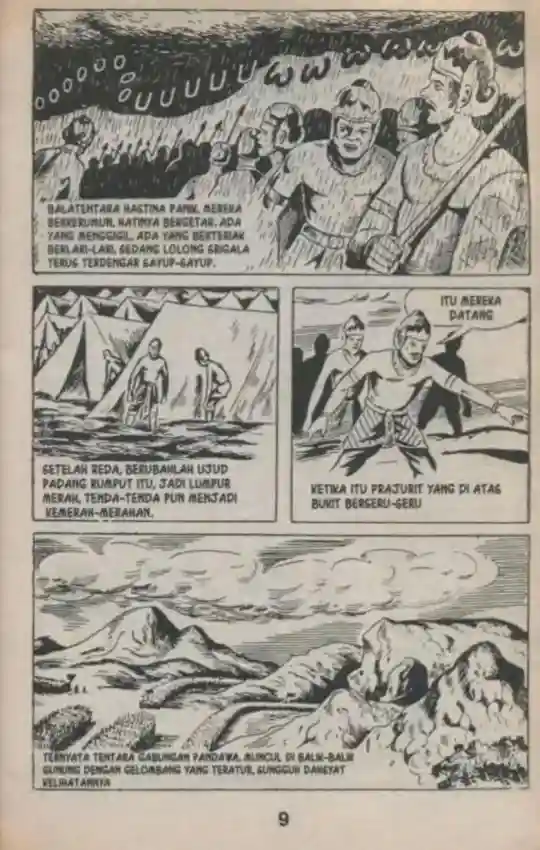 OOOOOOOUUUUUUωωωωωω
BALATENTARA HASTINA PANIK. MEREKA
BERKERUMUN, HATINYA BERGETAR. ADA
YANG MENGGIGIL, ADA YANG BERTERIAK
BERLARI-LARI, SEDANG LOLONG SRIGALA
TERUS TERDENGAR SAYUP-SAYUP.
SETELAH REDA, BERUBAHLAH UJUD
PADANG RUMPUT ITU, JADI LUMPUR
MERAH, TENDA-TENDA PUN MENJADI
KEMERAH-MERAHAN.
ITU MEREKA
DATANG
KETIKA ITU PRAJURIT YANG DI ATAS
BUKIT BERSERU-SERU
TERNYATA TENTARA GABUNGAN PANDAWA, MUNCUL DI BALIK-BALIK
GUNUNG DENGAN GELOMBANG YANG TERATUR, SUNGGUH DAHSYAT
KELIHATANNYA
9